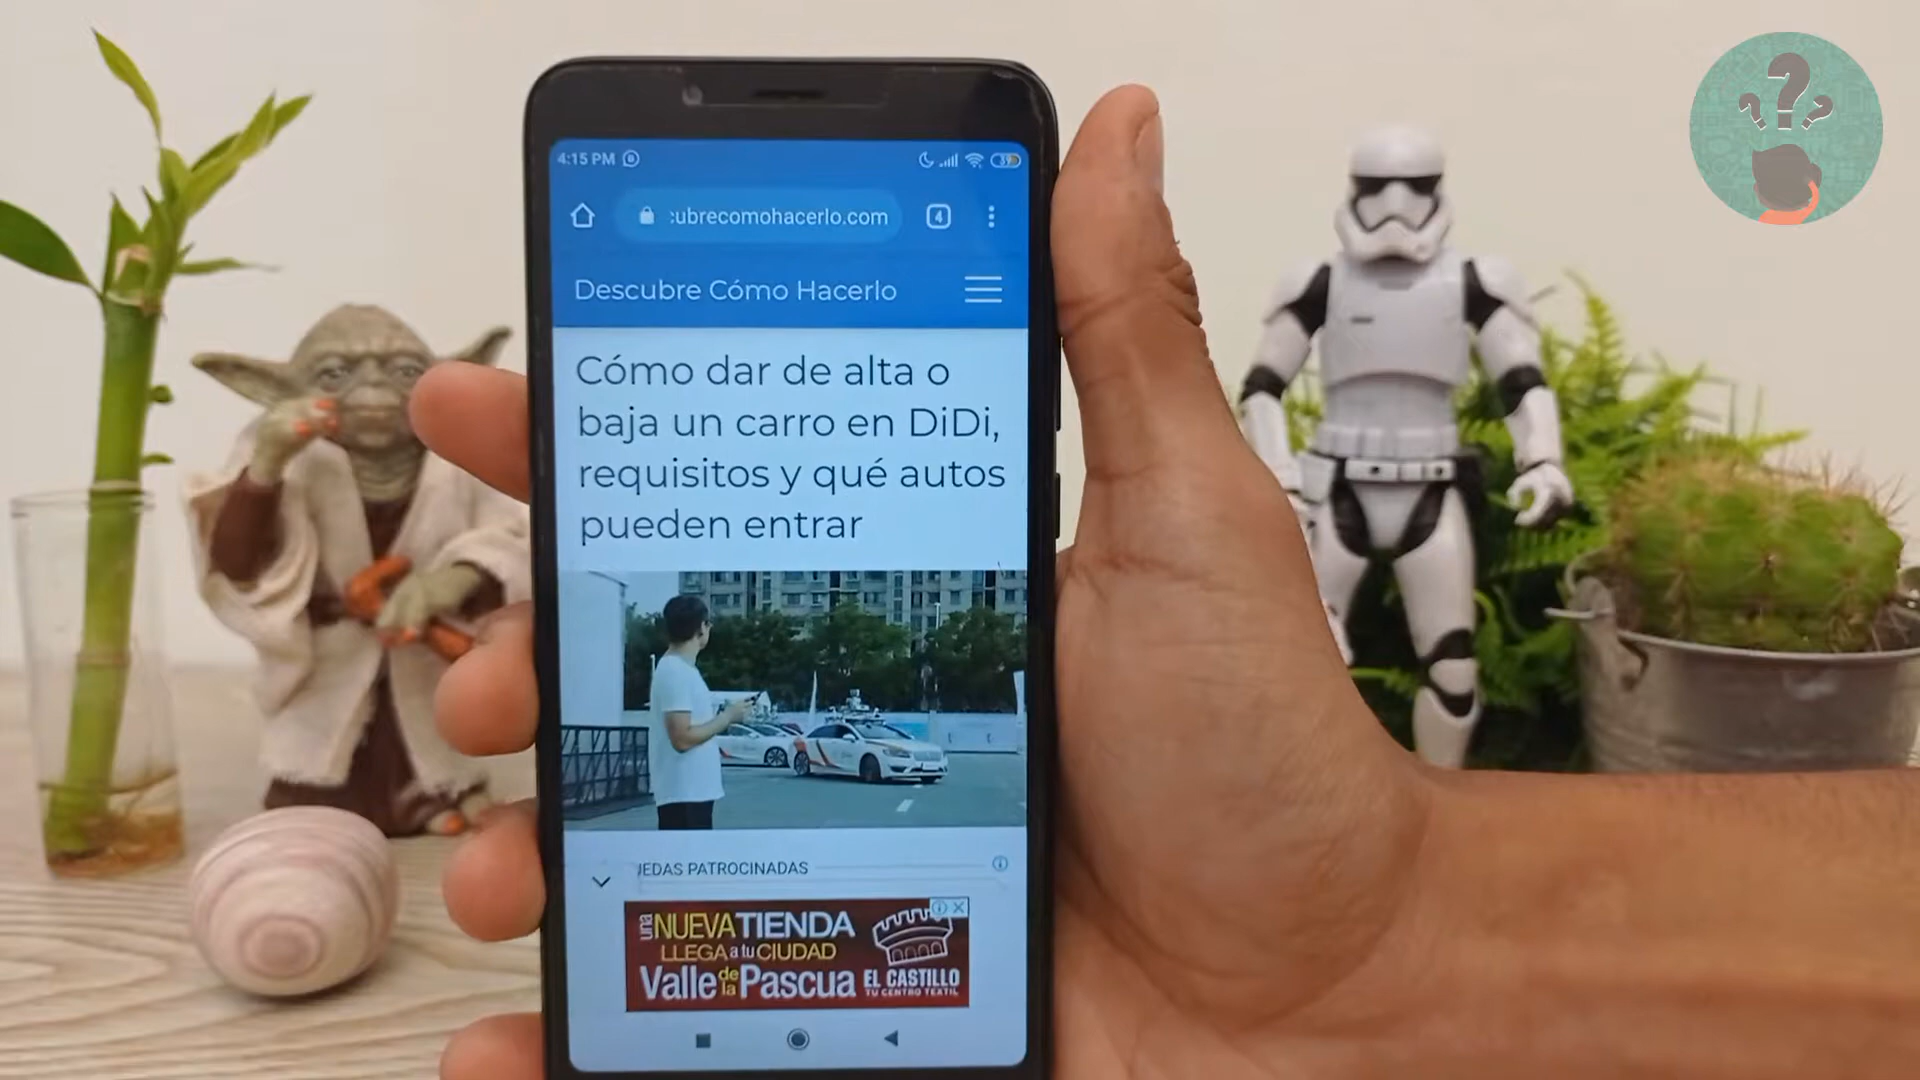 4:15 PM
39
:ubrecomohacerlo.com
4
Descubre Cómo Hacerlo
Cómo dar de alta o
baja un carro en DiDi,
requisitos y qué autos
pueden entrar
JEDAS PATROCINADAS
una NUEVA TIENDA
LLEGA a tu CIUDAD
Valle de la Pascua
EL CASTILLO
TU CENTRO TEXTIL